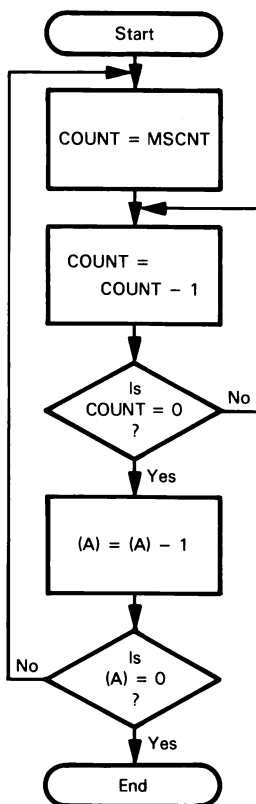 Start
COUNT = MSCNT
COUNT =
COUNT - 1
Is
COUNT = 0
?
No
Yes
(A) = (A) - 1
Is
(A) = 0
?
No
Yes
End